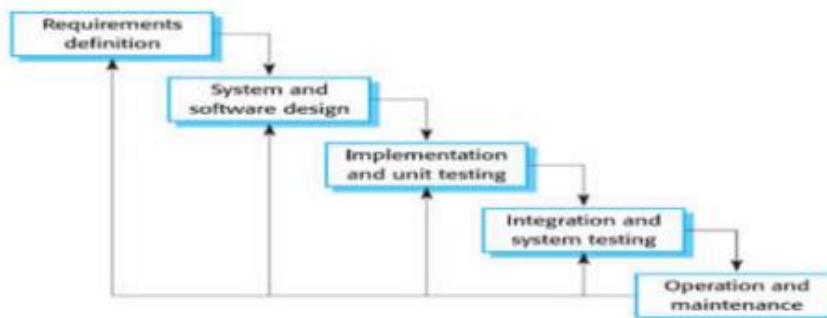 Requirements
definition
System and
software design
Implementation
and unit testing
Integration and
system testing
Operation and
maintenance